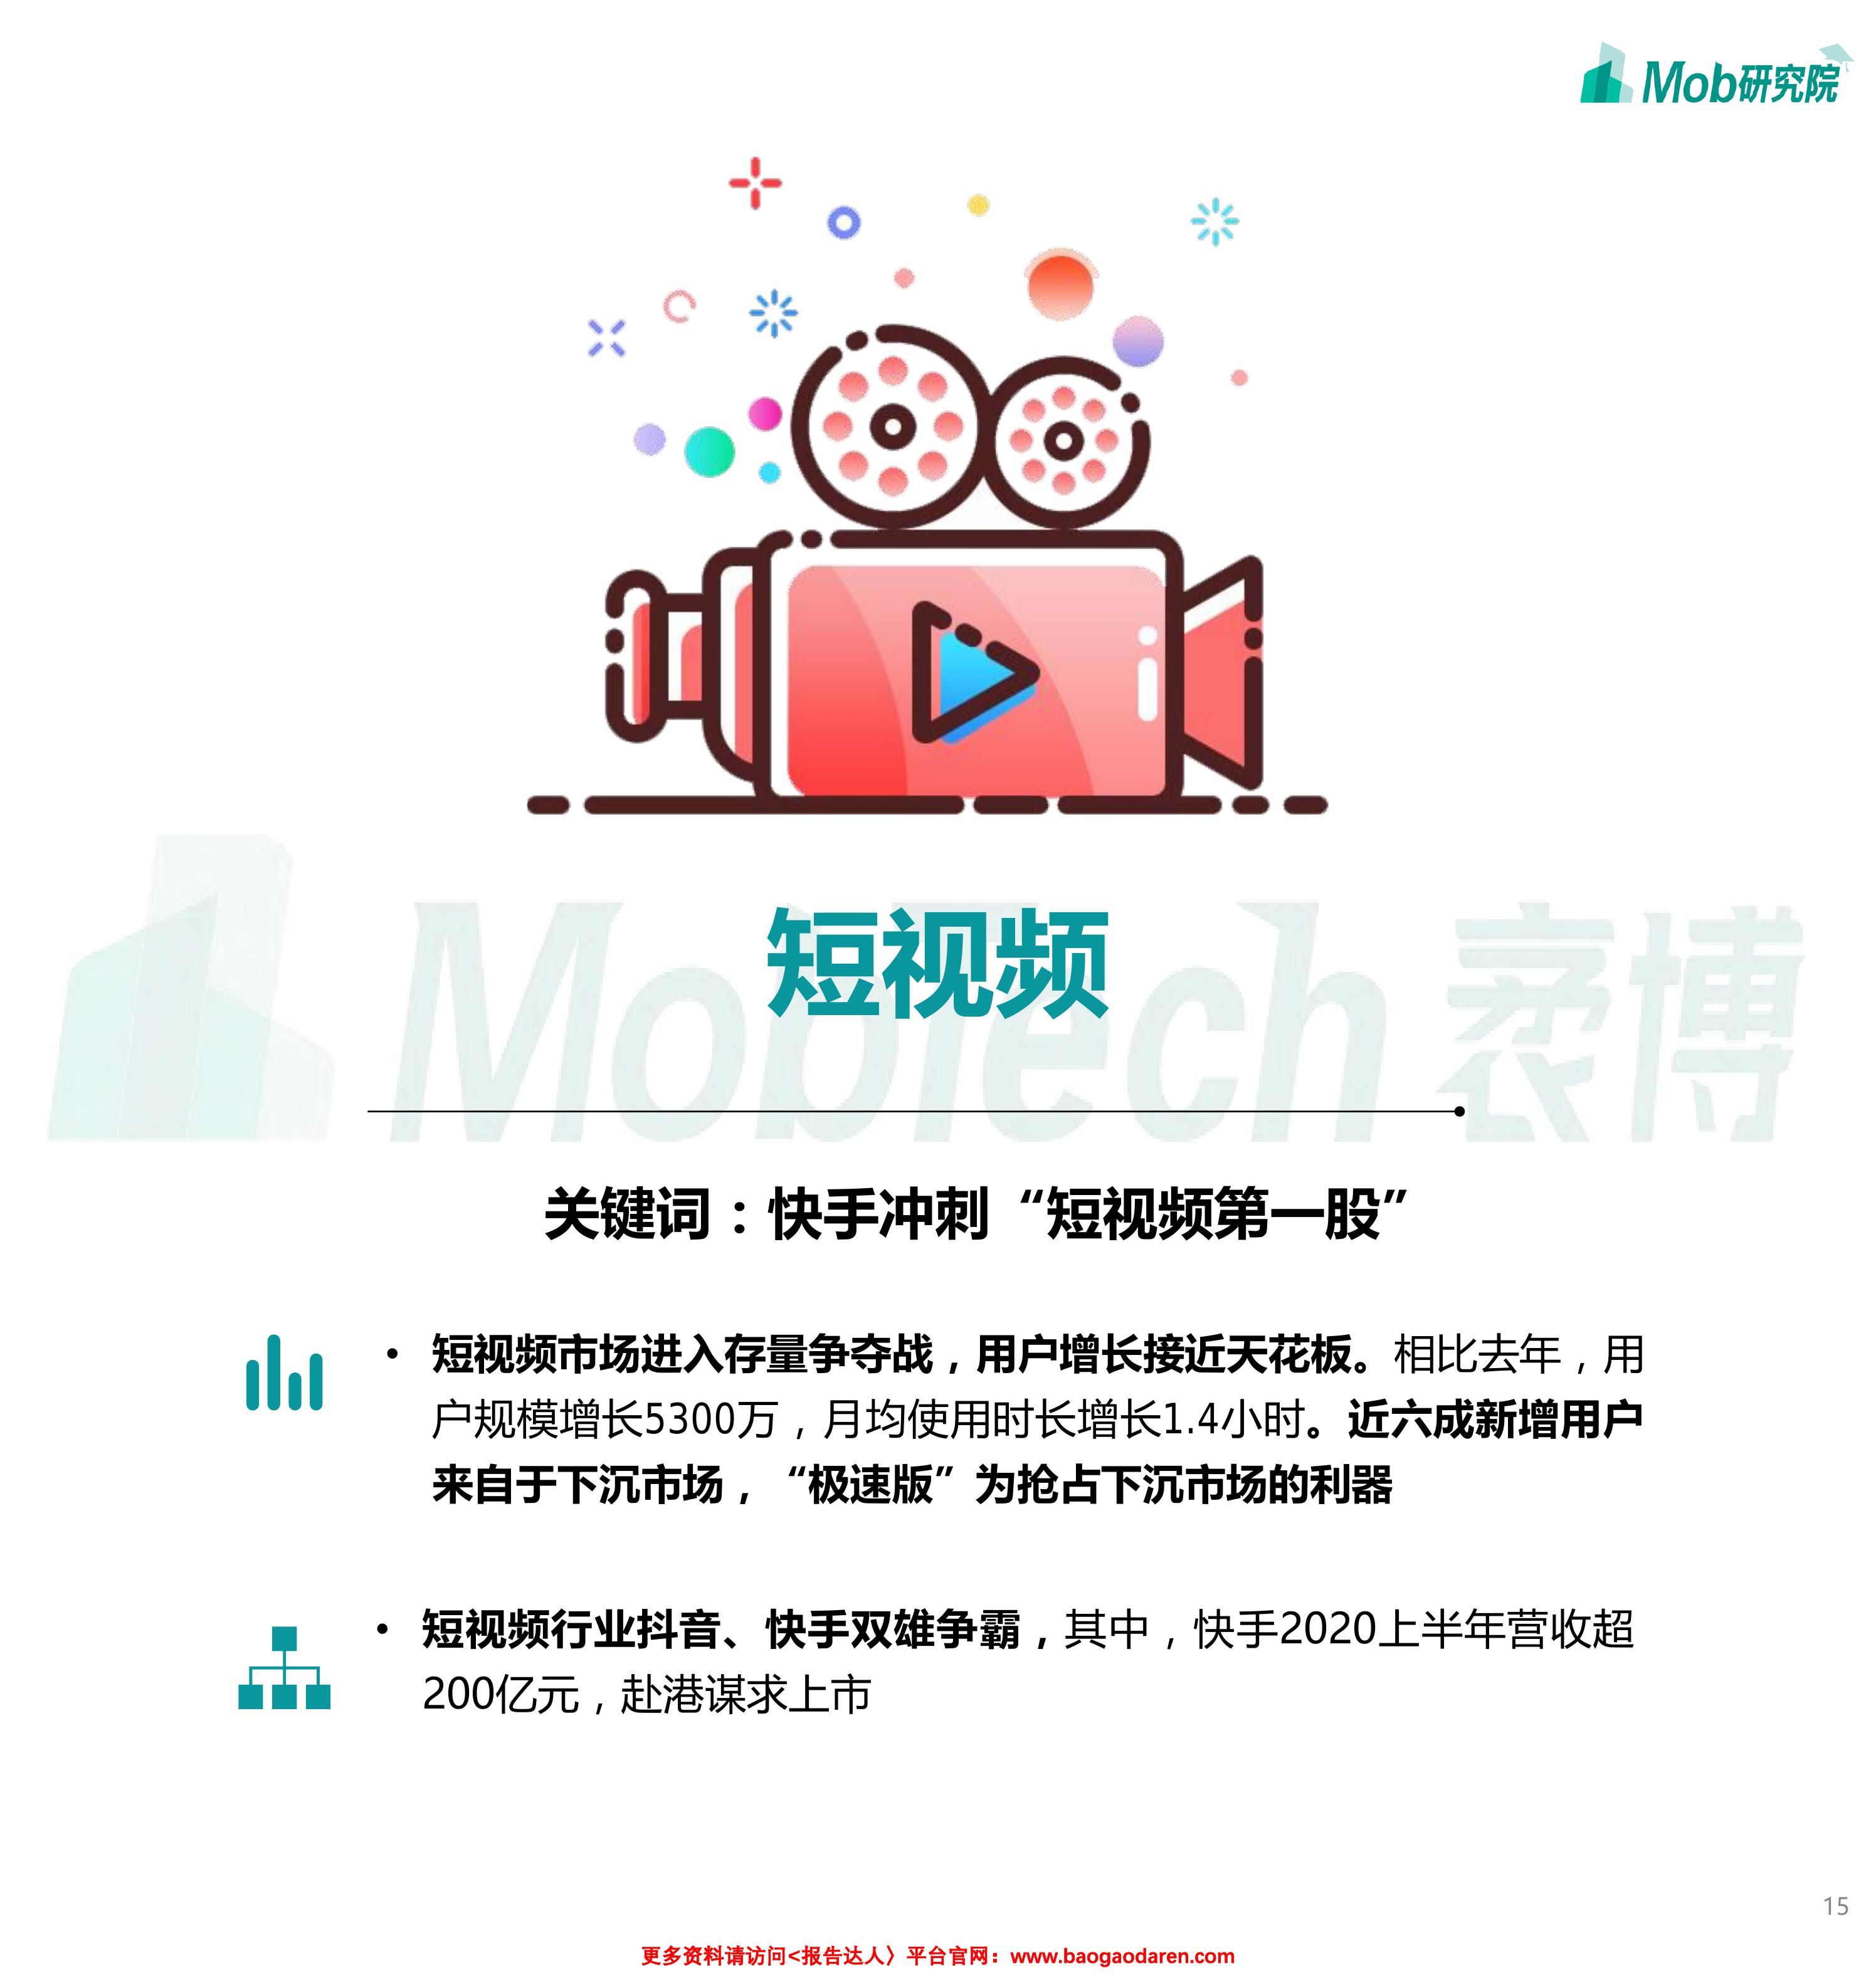 Mob研究院
MobTech 袤博
短视频
关键词：快手冲刺“短视频第一股”
• 短视频市场进入存量争夺战，用户增长接近天花板。相比去年，用
户规模增长5300万，月均使用时长增长1.4小时。近六成新增用户
来自于下沉市场，“极速版”为抢占下沉市场的利器
• 短视频行业抖音、快手双雄争霸，其中，快手2020上半年营收超
200亿元，赴港谋求上市
15
更多资料请访问<报告达人〉平台官网：www.baogaodaren.com